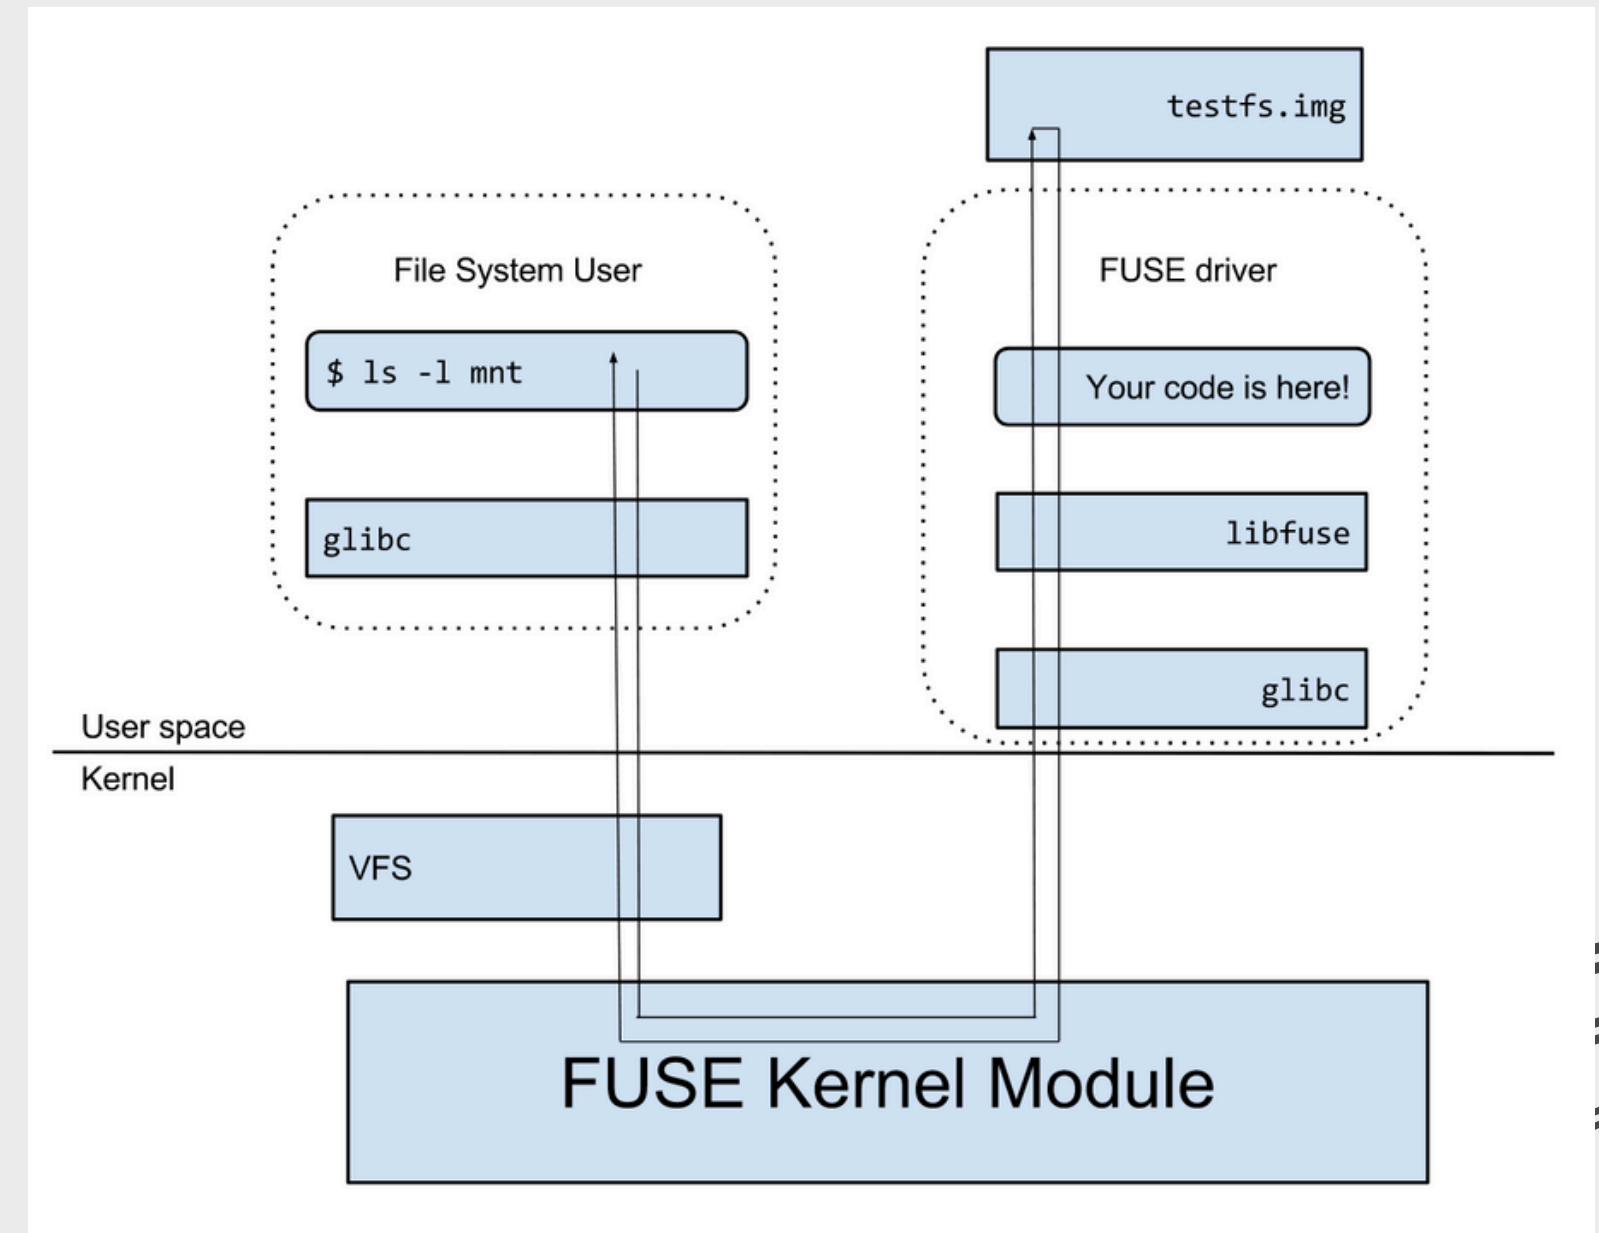 testfs.img
File System User
FUSE driver
$ ls -l mnt
Your code is here!
glibc
libfuse
glibc
User space
Kernel
VFS
FUSE Kernel Module